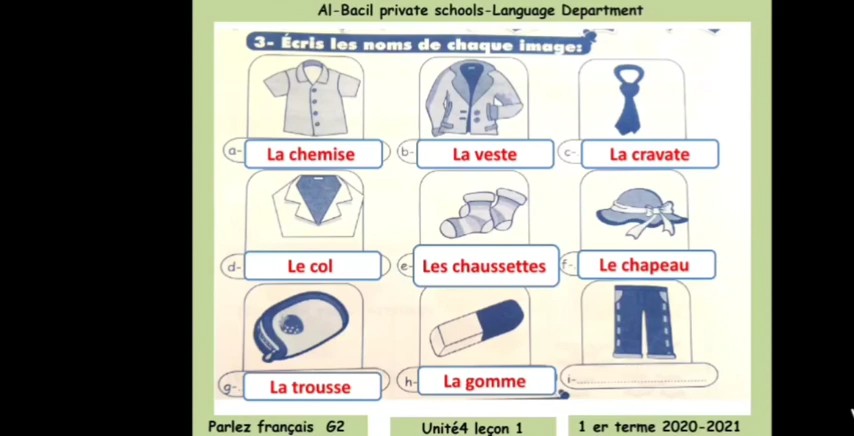 Al-Bacil private schools-Language Department
3- Écris les noms de chaque image:
a- La chemise b- La veste c- La cravate
d- Le col e- Les chaussettes f- Le chapeau
g- La trousse h- La gomme i-
Parlez français G2 Unité4 leçon 1 1 er terme 2020-2021